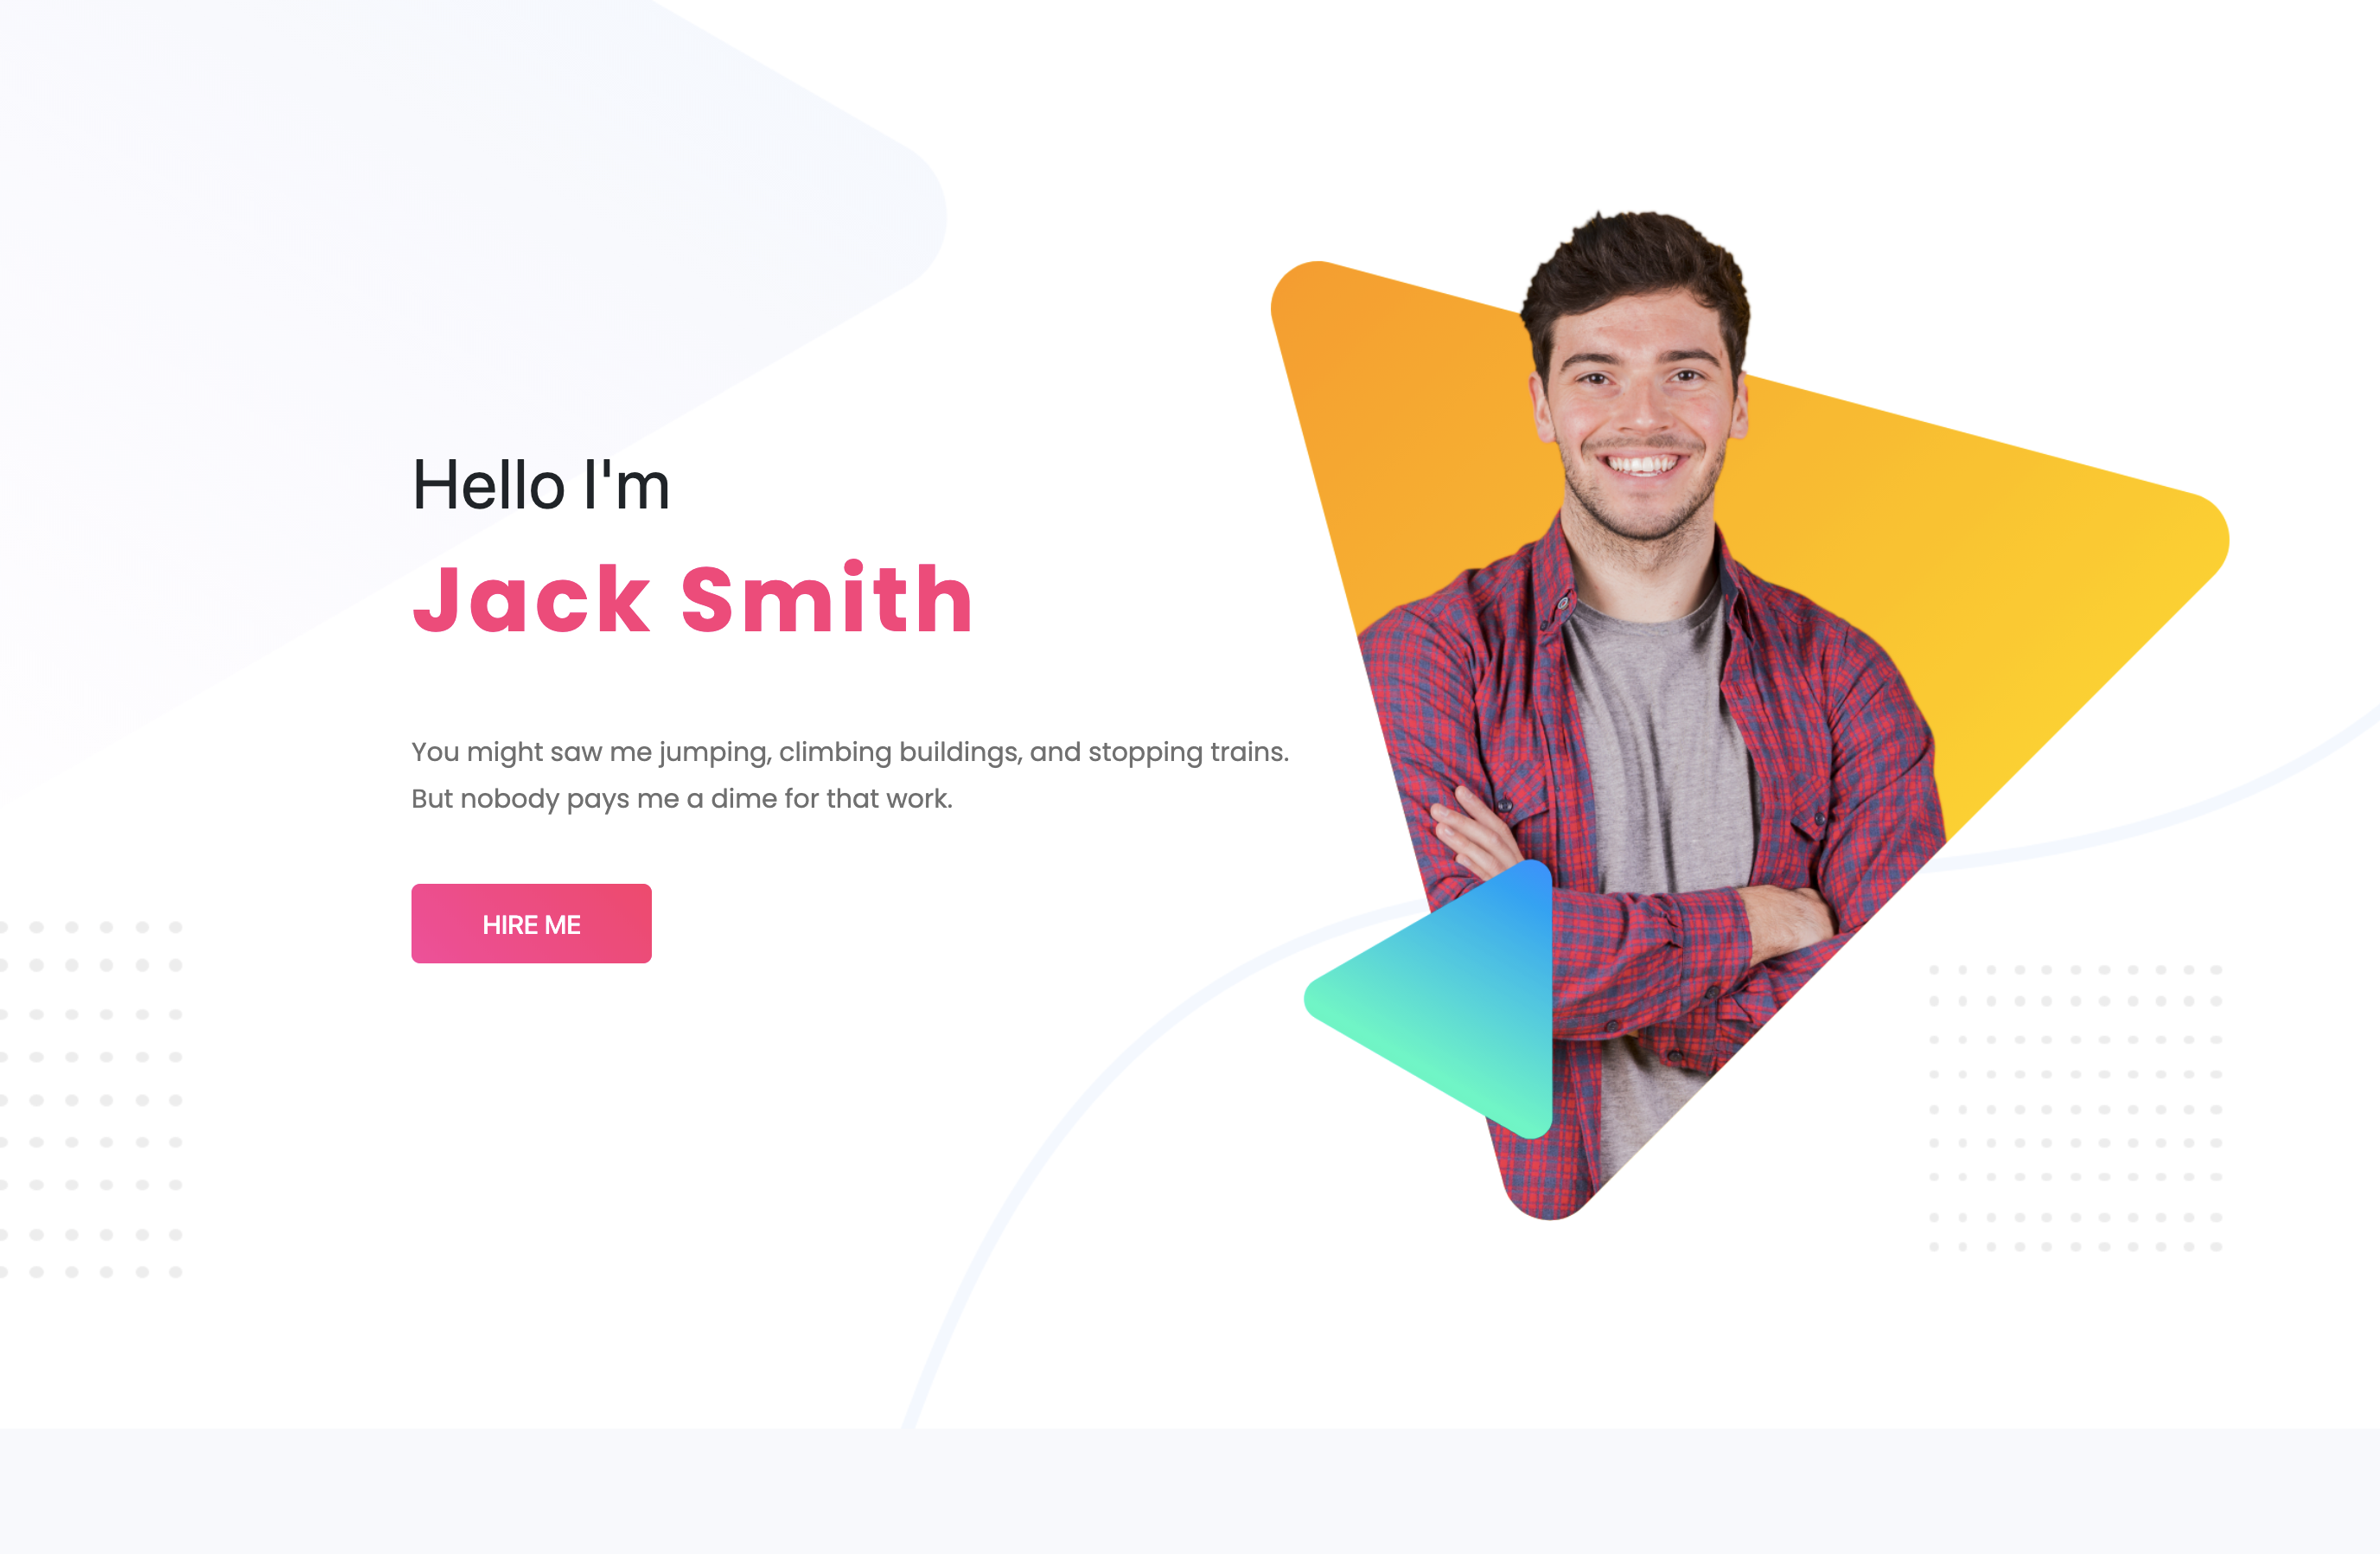 Hello I'm
Jack Smith
You might saw me jumping, climbing buildings, and stopping trains.
But nobody pays me a dime for that work.
HIRE ME